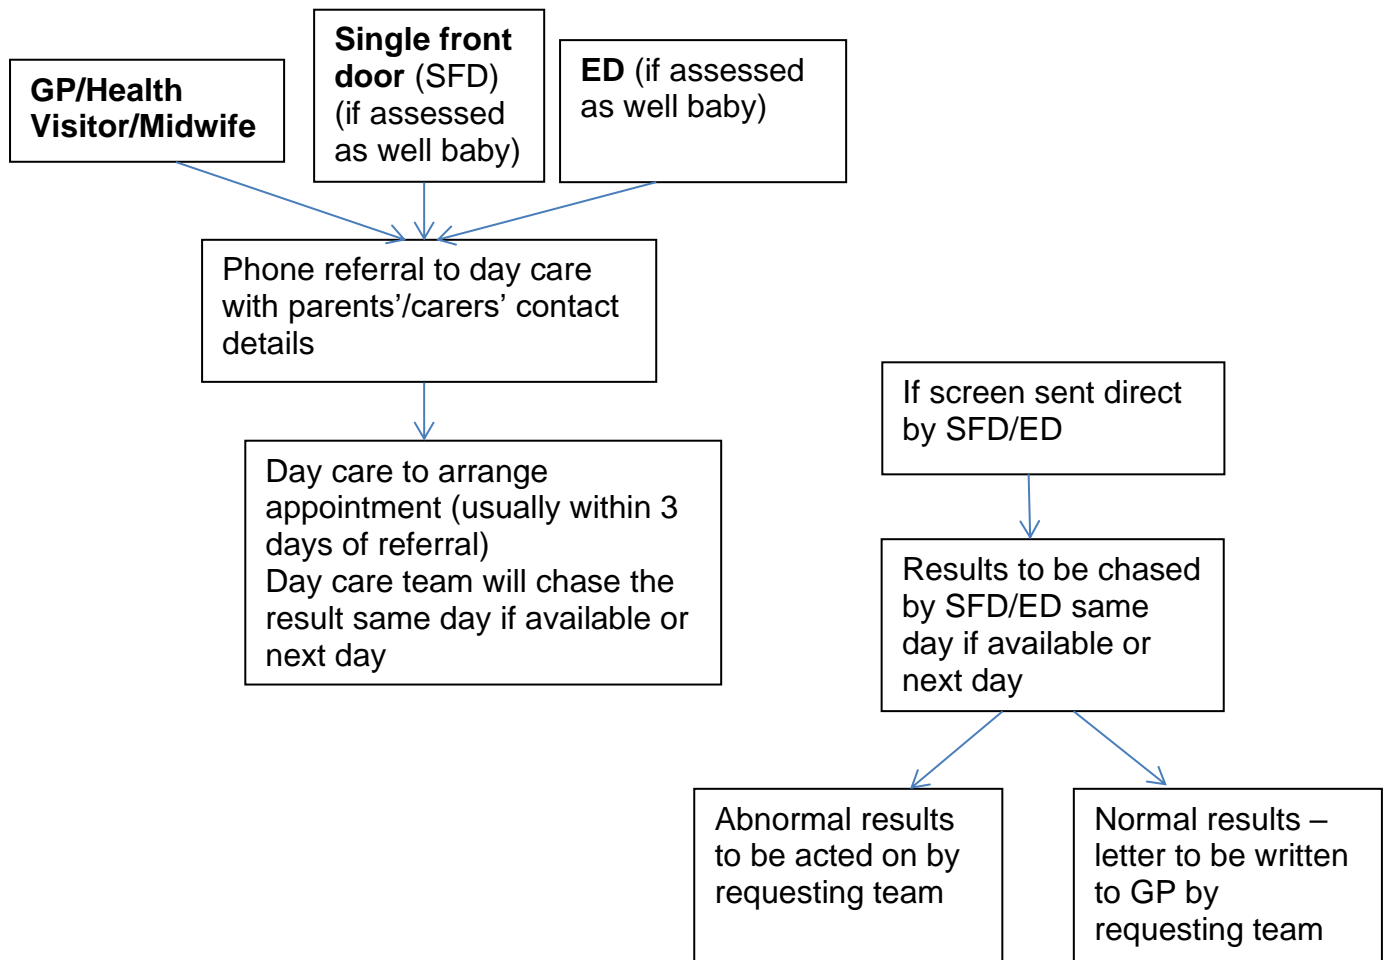 GP/Health
Visitor/Midwife
Single front
door (SFD)
(if assessed
as well baby)
ED (if assessed
as well baby)
Phone referral to day care
with parents’/carers’ contact
details
Day care to arrange
appointment (usually within 3
days of referral)
Day care team will chase the
result same day if available or
next day
If screen sent direct
by SFD/ED
Results to be chased
by SFD/ED same
day if available or
next day
Abnormal results
to be acted on by
requesting team
Normal results –
letter to be written
to GP by
requesting team